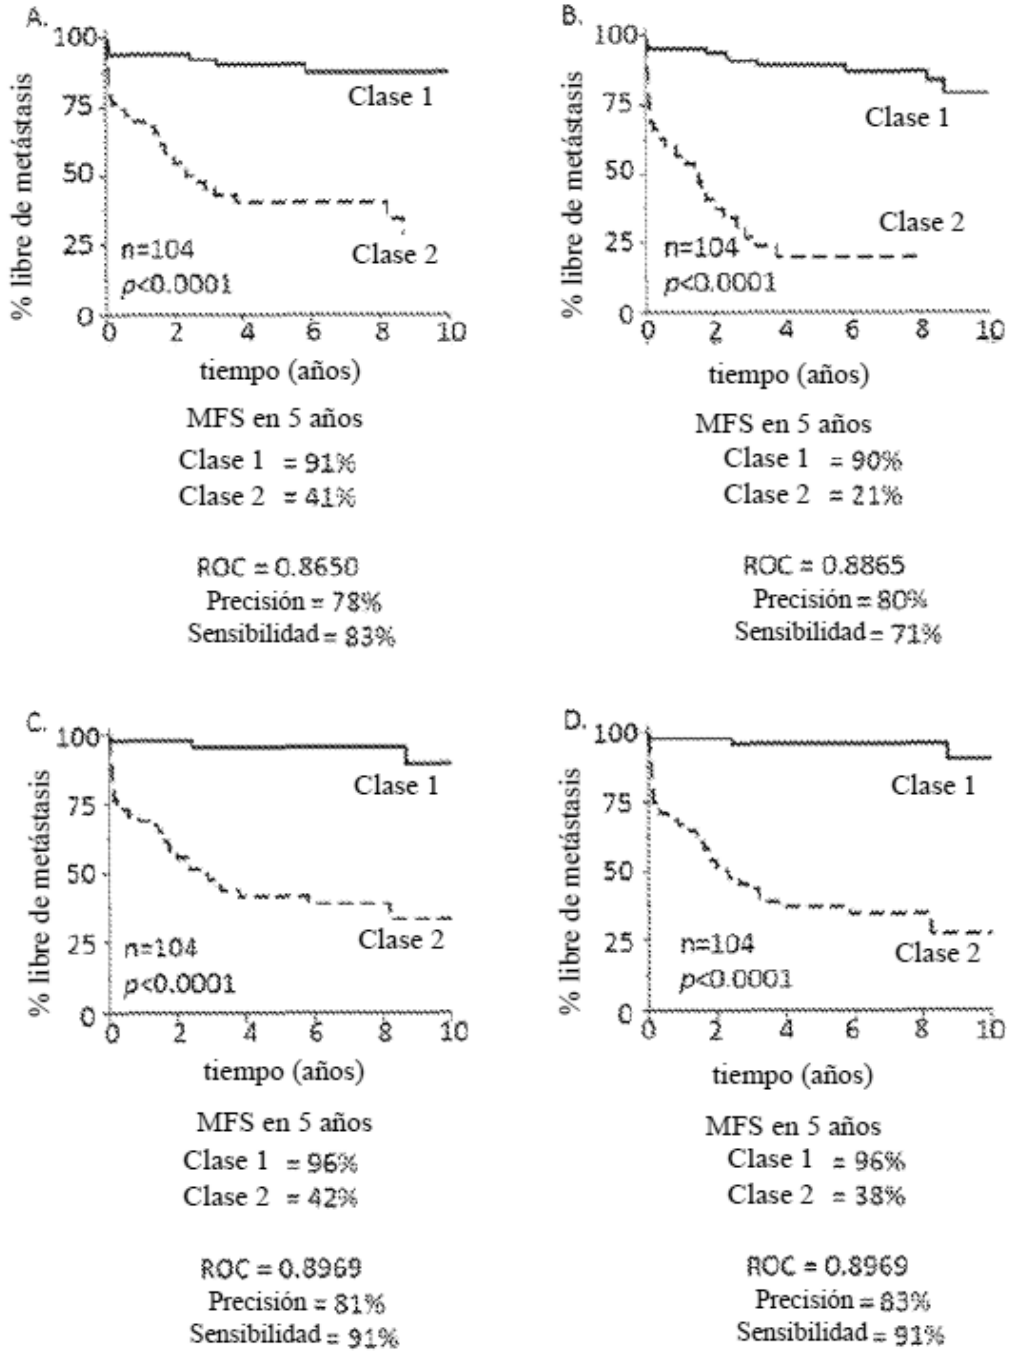 A.
% libre de metástasis
100
75
50
25
0
Clase 1
Clase 2
n=104
p<0.0001
0 2 4 6 8 10
tiempo (años)
MFS en 5 años
Clase 1 = 91%
Clase 2 = 41%
ROC = 0.8650
Precisión = 78%
Sensibilidad = 83%
B.
% libre de metástasis
100
75
50
25
0
Clase 1
Clase 2
n=104
p<0.0001
0 2 4 6 8 10
tiempo (años)
MFS en 5 años
Clase 1 = 90%
Clase 2 = 21%
ROC = 0.8865
Precisión = 80%
Sensibilidad = 71%
C.
% libre de metástasis
100
75
50
25
0
Clase 1
Clase 2
n=104
p<0.0001
0 2 4 6 8 10
tiempo (años)
MFS en 5 años
Clase 1 = 96%
Clase 2 = 42%
ROC = 0.8969
Precisión = 81%
Sensibilidad = 91%
D.
% libre de metástasis
100
75
50
25
0
Clase 1
Clase 2
n=104
p<0.0001
0 2 4 6 8 10
tiempo (años)
MFS en 5 años
Clase 1 = 96%
Clase 2 = 38%
ROC = 0.8969
Precisión = 83%
Sensibilidad = 91%